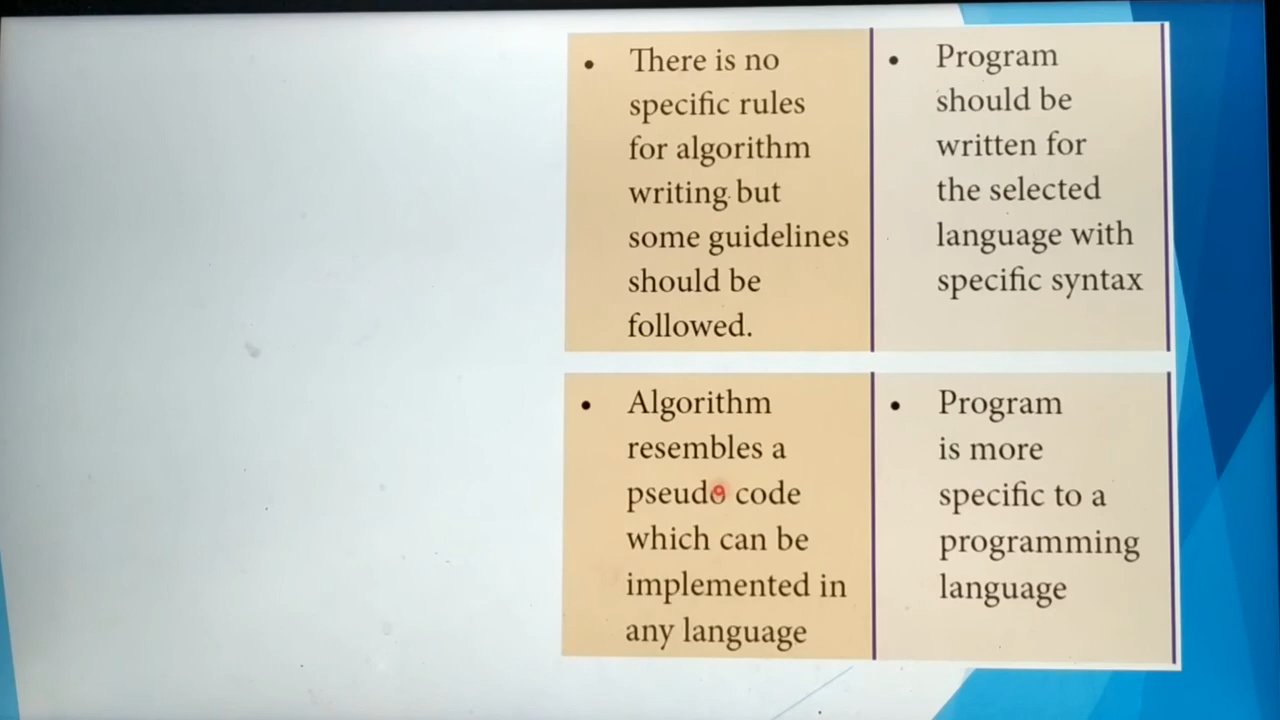 • There is no
specific rules
for algorithm
writing but
some guidelines
should be
followed.
• Program
should be
written for
the selected
language with
specific syntax
• Algorithm
resembles a
pseudo code
which can be
implemented in
any language
• Program
is more
specific to a
programming
language